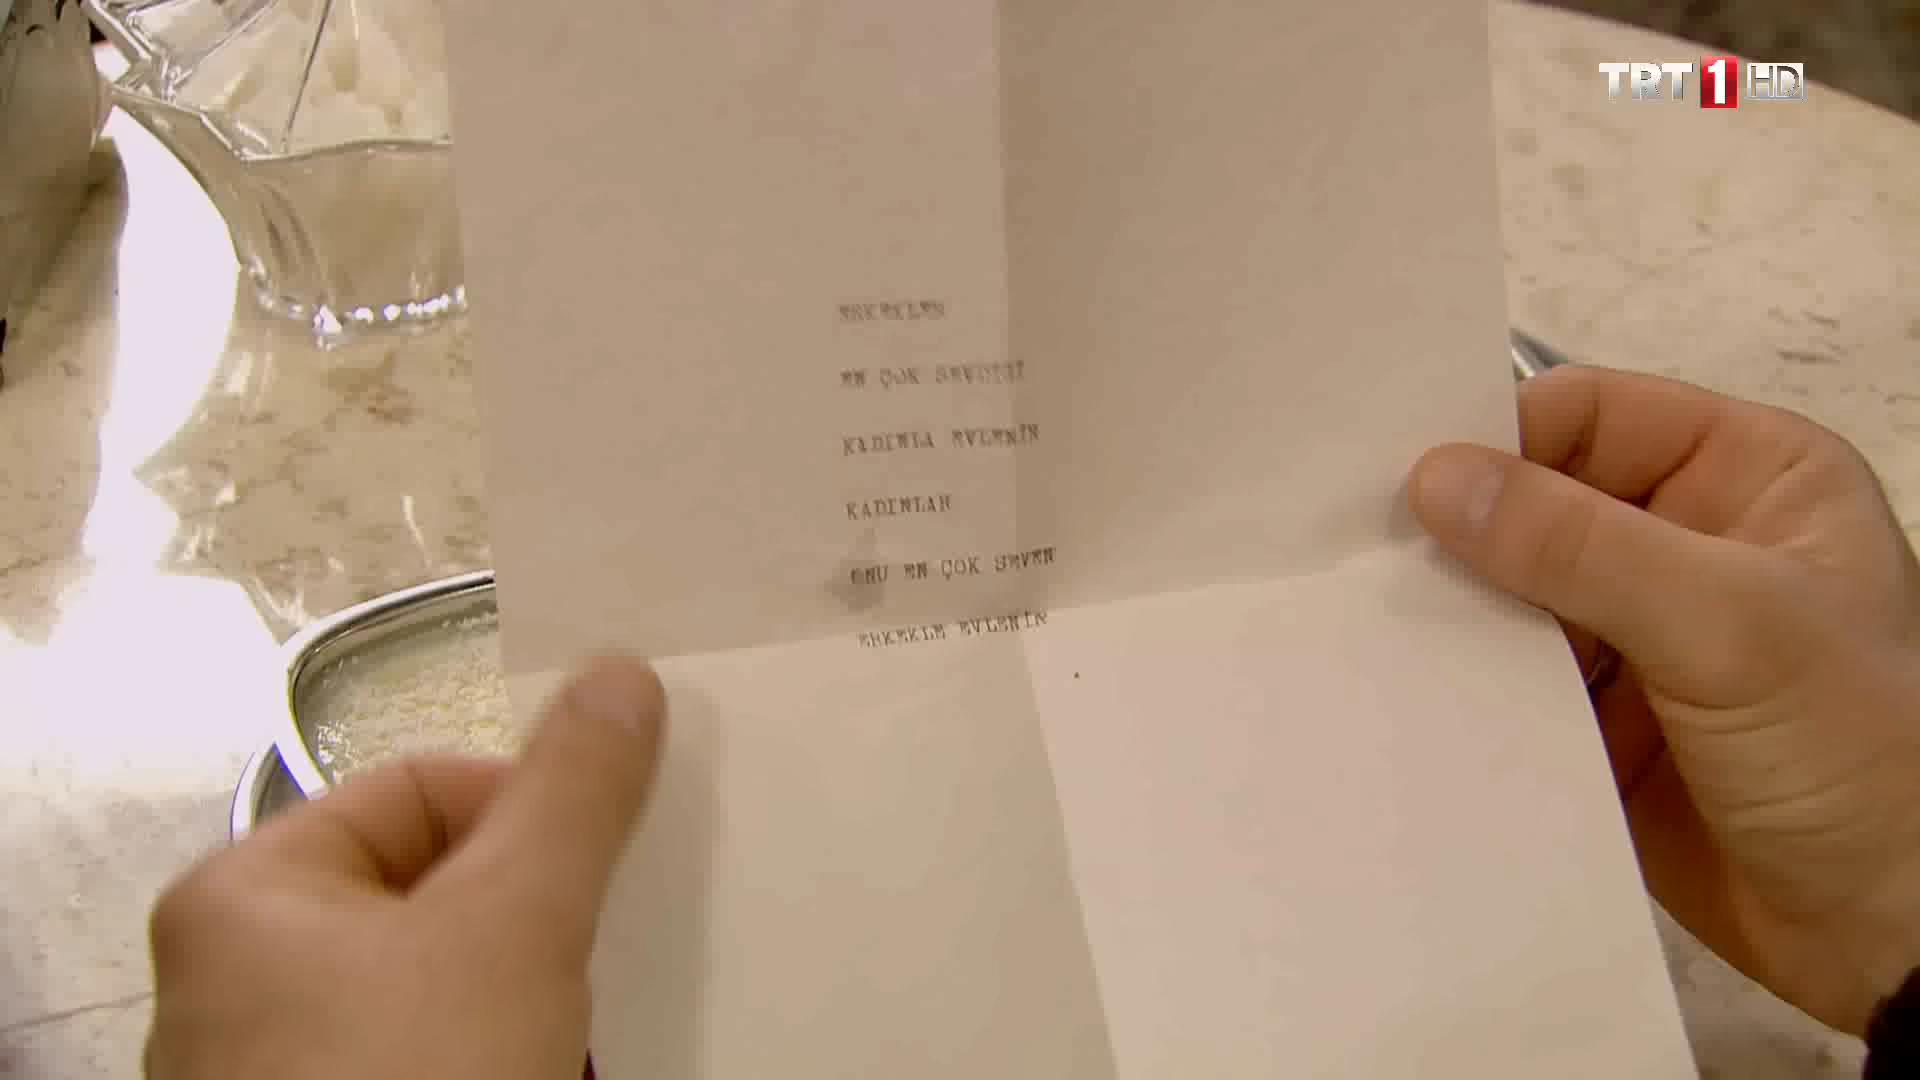 TRT 1 HD
ERKEKLER
EN ÇOK SEVDİĞİ
KADINLA EVLENİN
KADINLAR
ONU EN ÇOK SEVEN
ERKEKLE EVLENİN